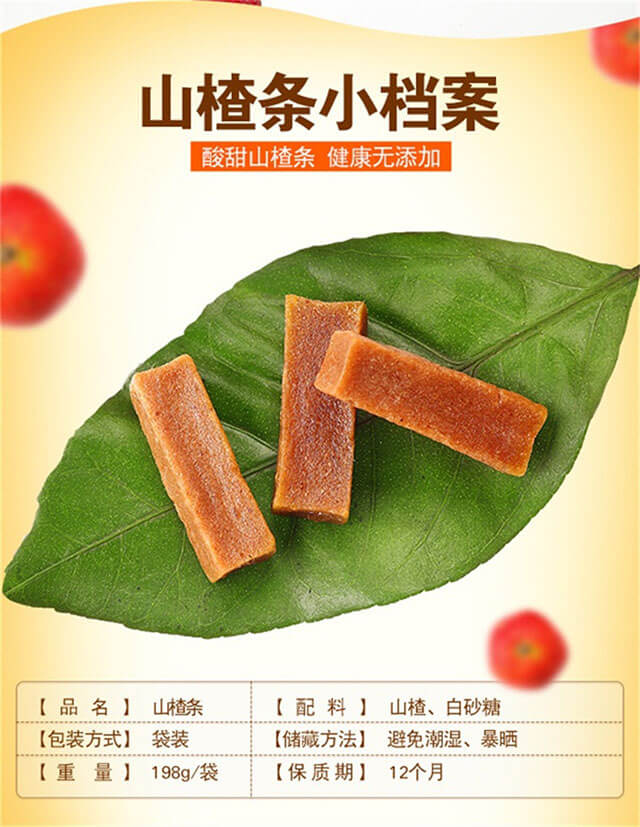 山楂条小档案
酸甜山楂条 健康无添加
【 品 名 】 山楂条 【 配 料 】 山楂、白砂糖
【包装方式】 袋装 【储藏方法】 避免潮湿、暴晒
【 重 量 】 198g/袋 【 保 质 期 】 12个月